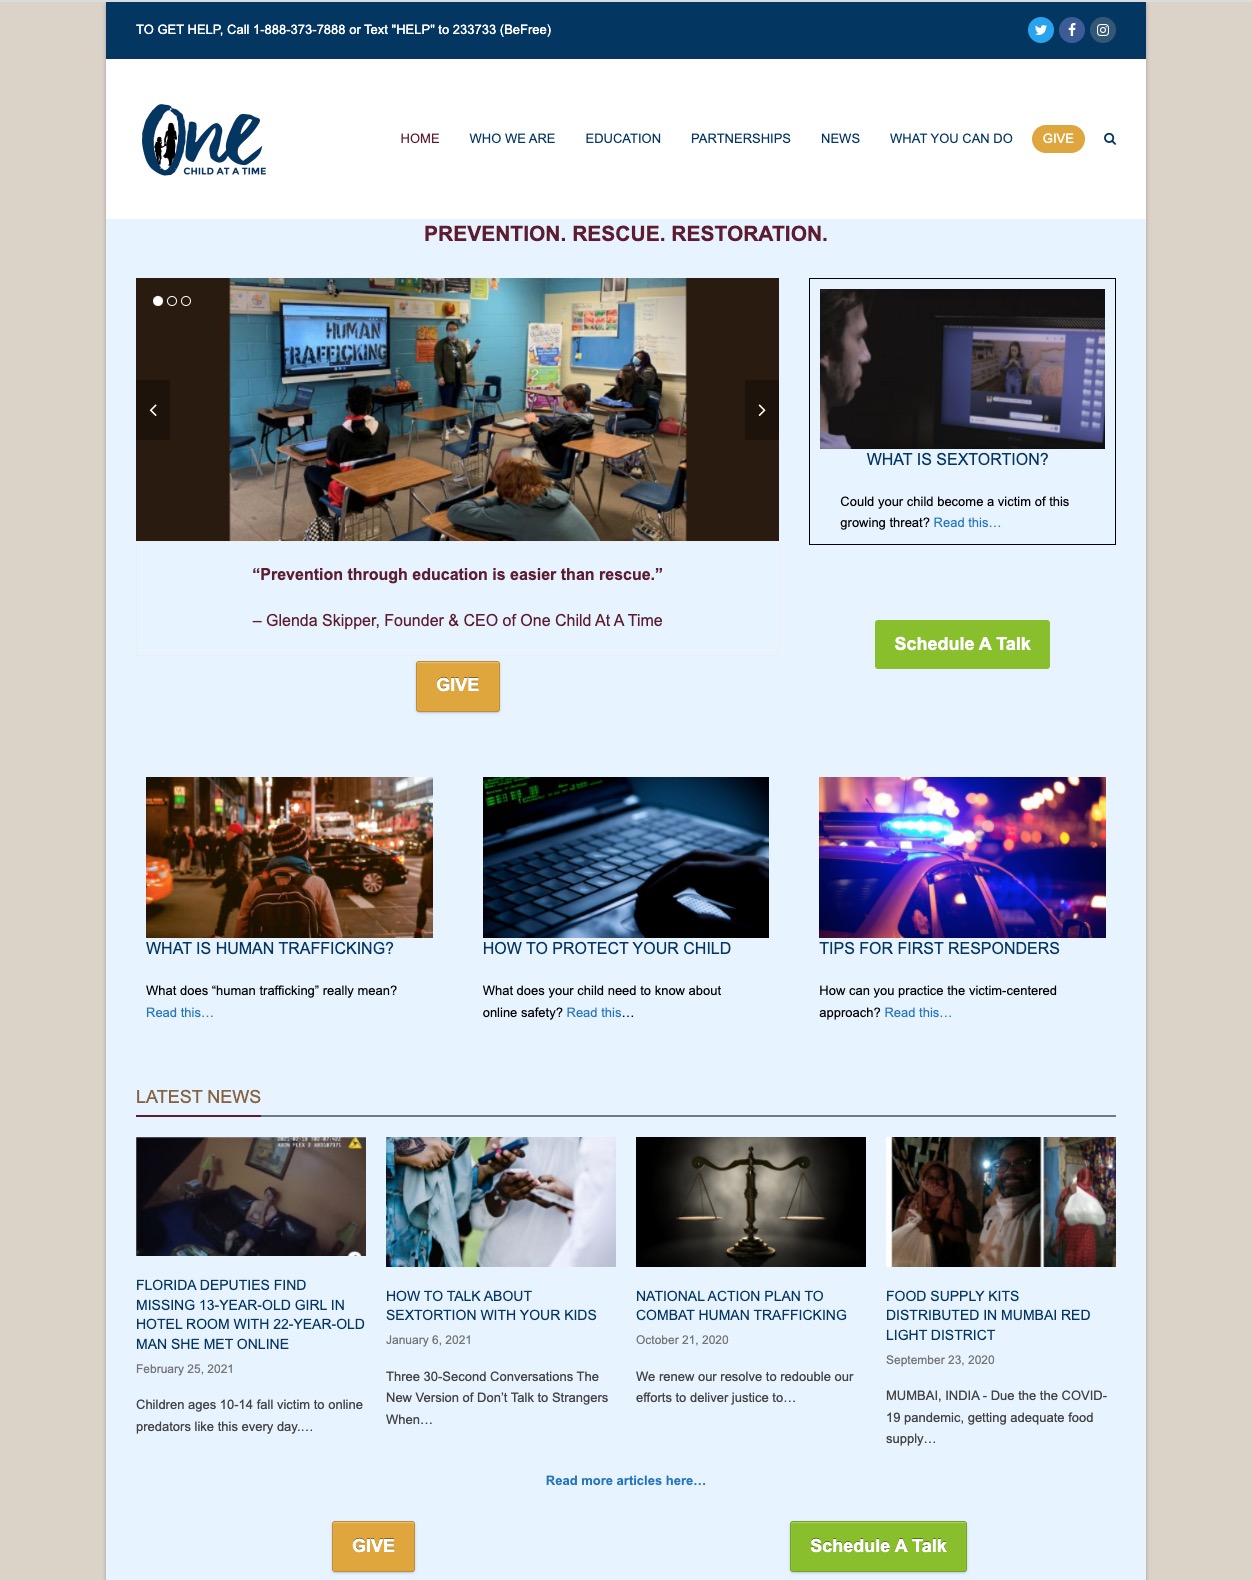 TO GET HELP, Call 1-888-373-7888 or Text "HELP" to 233733 (BeFree)
One
CHILD AT A TIME
HOME WHO WE ARE EDUCATION PARTNERSHIPS NEWS WHAT YOU CAN DO GIVE
PREVENTION. RESCUE. RESTORATION.
HUMAN
TRAFFICKING
WHAT IS SEXTORTION?
Could your child become a victim of this
growing threat? Read this…
“Prevention through education is easier than rescue.”
– Glenda Skipper, Founder & CEO of One Child At A Time
GIVE
Schedule A Talk
WHAT IS HUMAN TRAFFICKING?
What does “human trafficking” really mean?
Read this…
HOW TO PROTECT YOUR CHILD
What does your child need to know about
online safety? Read this…
TIPS FOR FIRST RESPONDERS
How can you practice the victim-centered
approach? Read this…
LATEST NEWS
FLORIDA DEPUTIES FIND
MISSING 13-YEAR-OLD GIRL IN
HOTEL ROOM WITH 22-YEAR-OLD
MAN SHE MET ONLINE
February 25, 2021
Children ages 10-14 fall victim to online
predators like this every day.…
HOW TO TALK ABOUT
SEXTORTION WITH YOUR KIDS
January 6, 2021
Three 30-Second Conversations The
New Version of Don’t Talk to Strangers
When…
NATIONAL ACTION PLAN TO
COMBAT HUMAN TRAFFICKING
October 21, 2020
We renew our resolve to redouble our
efforts to deliver justice to…
FOOD SUPPLY KITS
DISTRIBUTED IN MUMBAI RED
LIGHT DISTRICT
September 23, 2020
MUMBAI, INDIA - Due the the COVID-
19 pandemic, getting adequate food
supply…
Read more articles here…
GIVE
Schedule A Talk